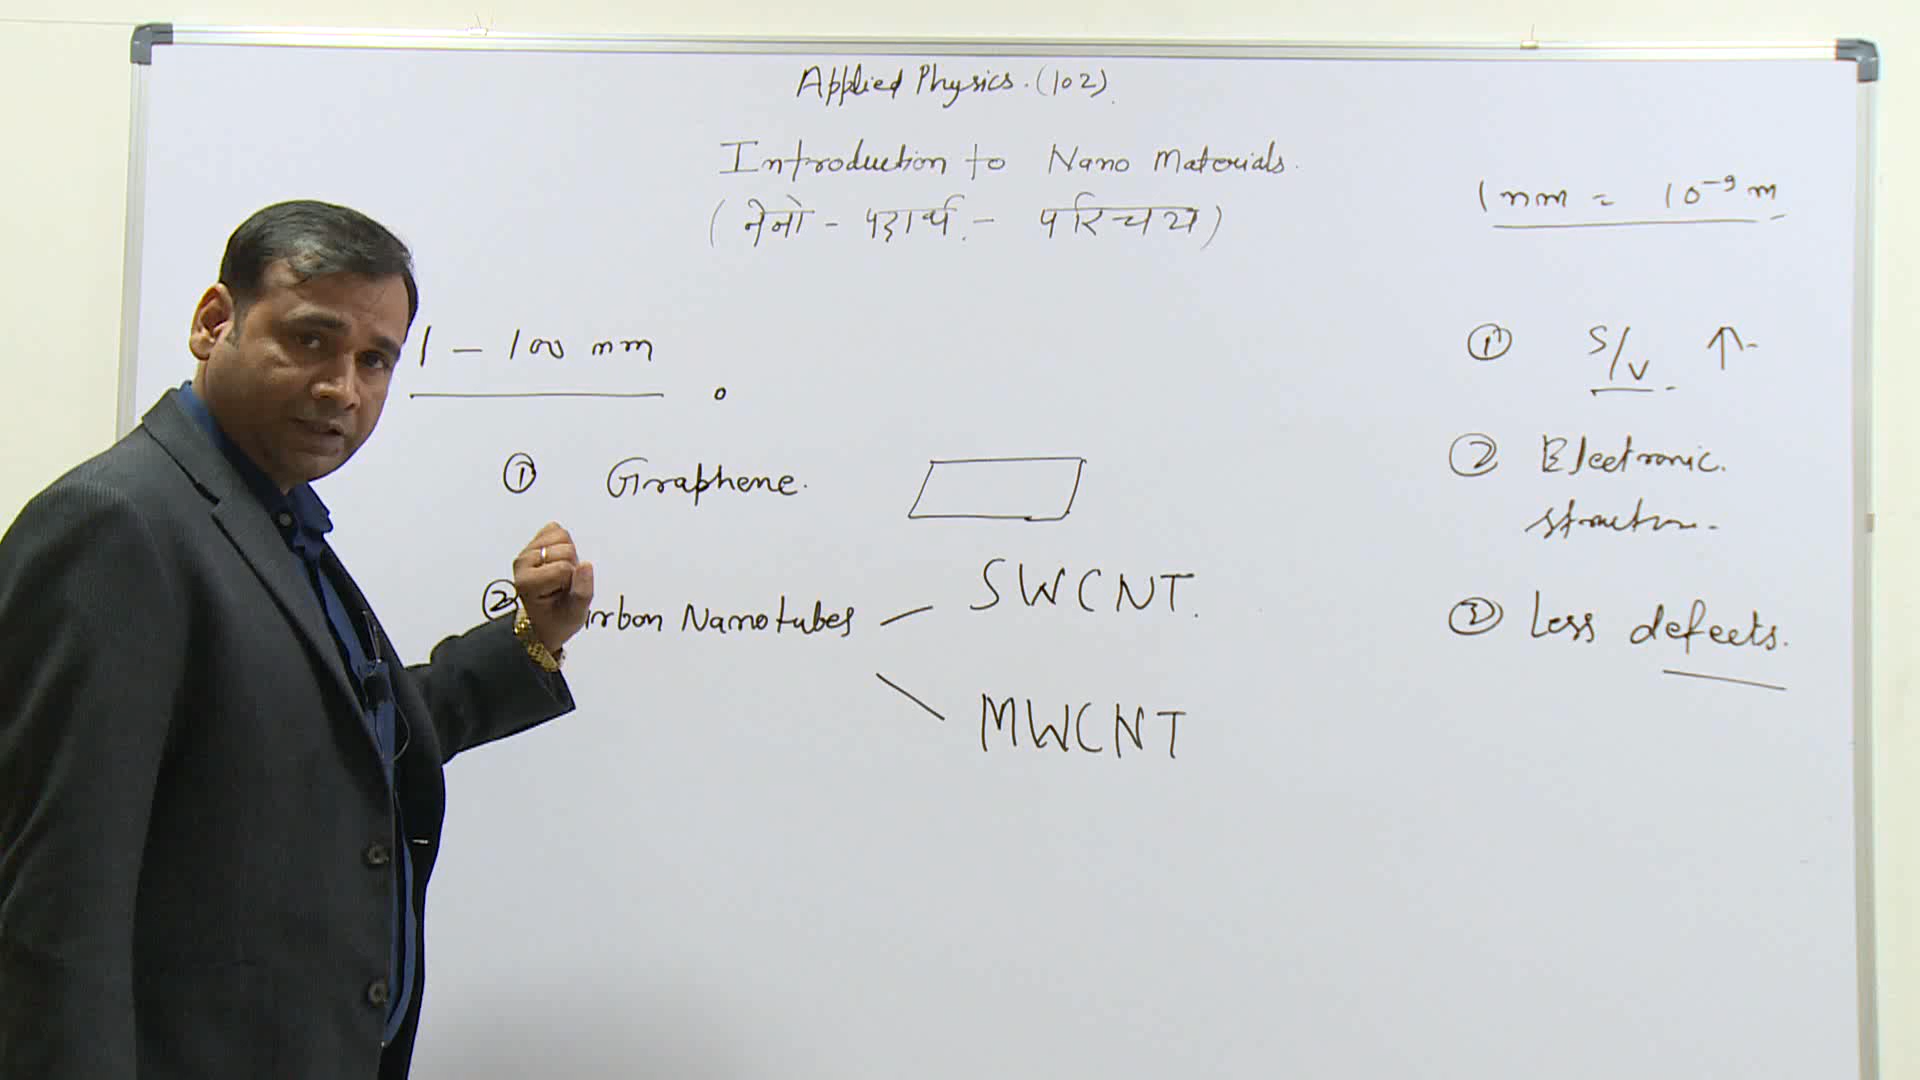 Applied Physics. (102)
Introduction to Nano Materials.
(नेनो - पदार्थ - परिचय)
1 nm = 10⁻⁹ m
1 - 100 nm
① Graphene.
② Carbon Nanotubes
SWCNT.
MWCNT
① S/V ↑
② Electronic.
structure.
③ Less defects.